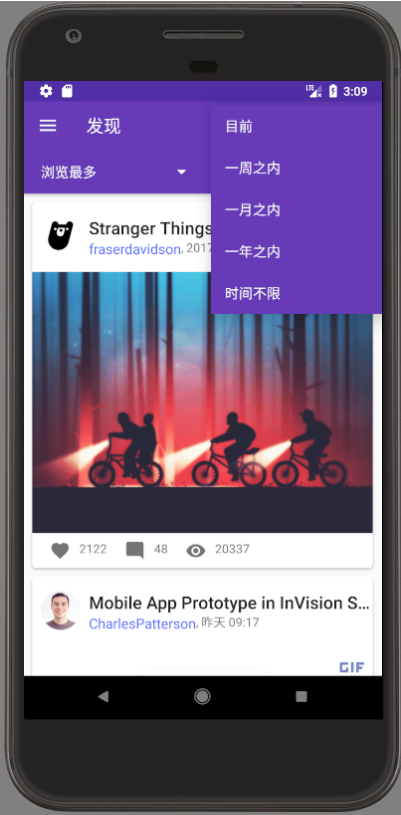 LTE 3:09
发现
浏览最多
目前
一周之内
一月之内
一年之内
时间不限
Stranger Things
fraserdavidson, 2017
2122 48 20337
Mobile App Prototype in InVision S...
CharlesPatterson, 昨天 09:17
GIF